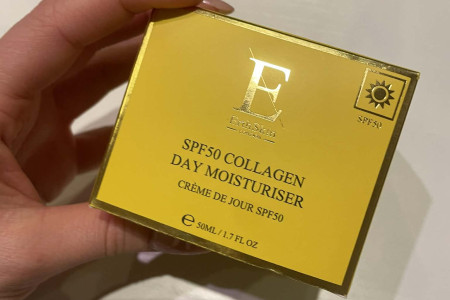 E
SPF50
SPF50 COLLAGEN
DAY MOISTURISER
CRÈME DE JOUR SPF50
e 50ML / 1.7 FL OZ